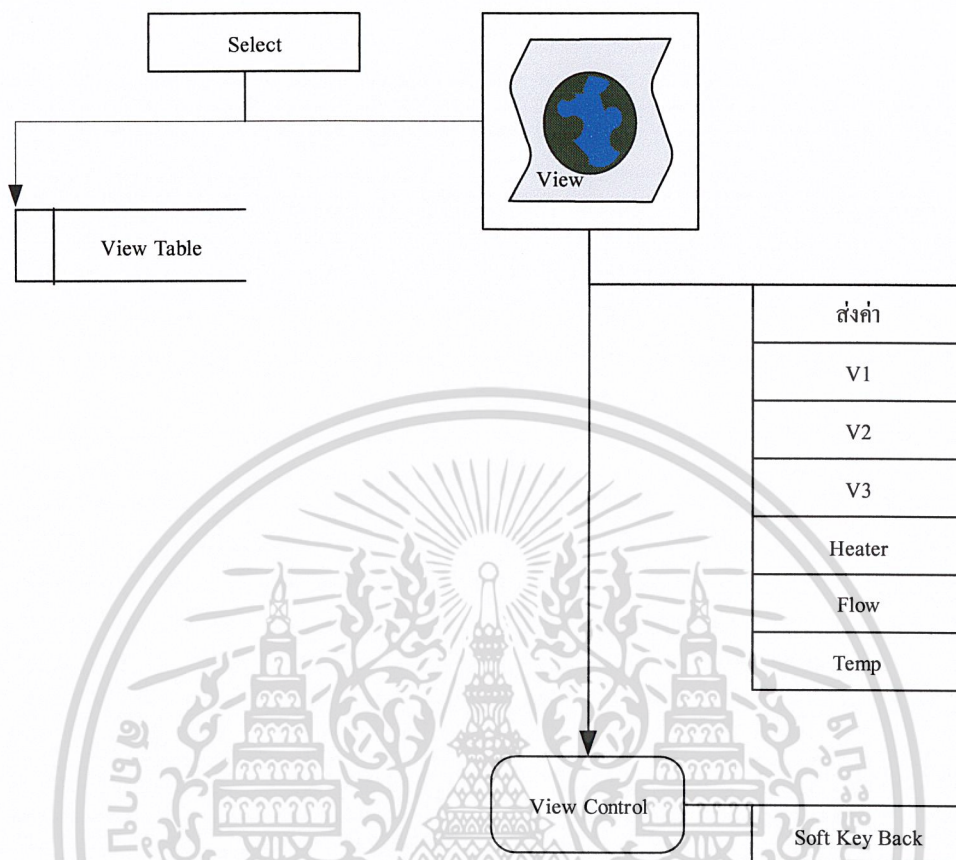 Select
View
View Table
ส่งค่า
V1
V2
V3
Heater
Flow
Temp
View Control
Soft Key Back